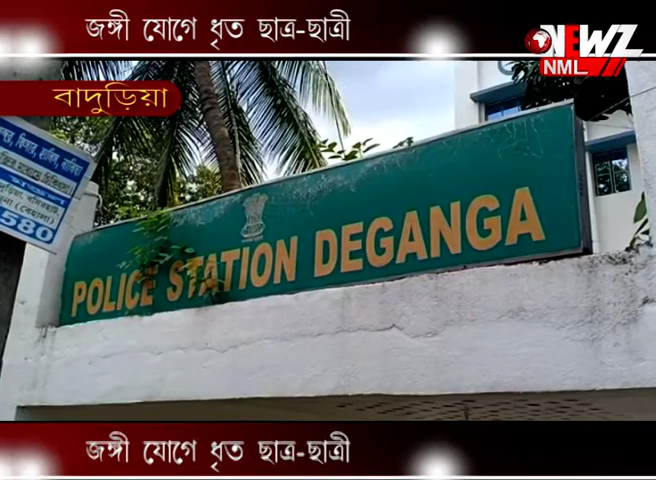 জঙ্গী যোগে ধৃত ছাত্র-ছাত্রী
NEWZ
NML
বাদুড়িয়া
580
POLICE STATION DEGANGA
জঙ্গী যোগে ধৃত ছাত্র-ছাত্রী